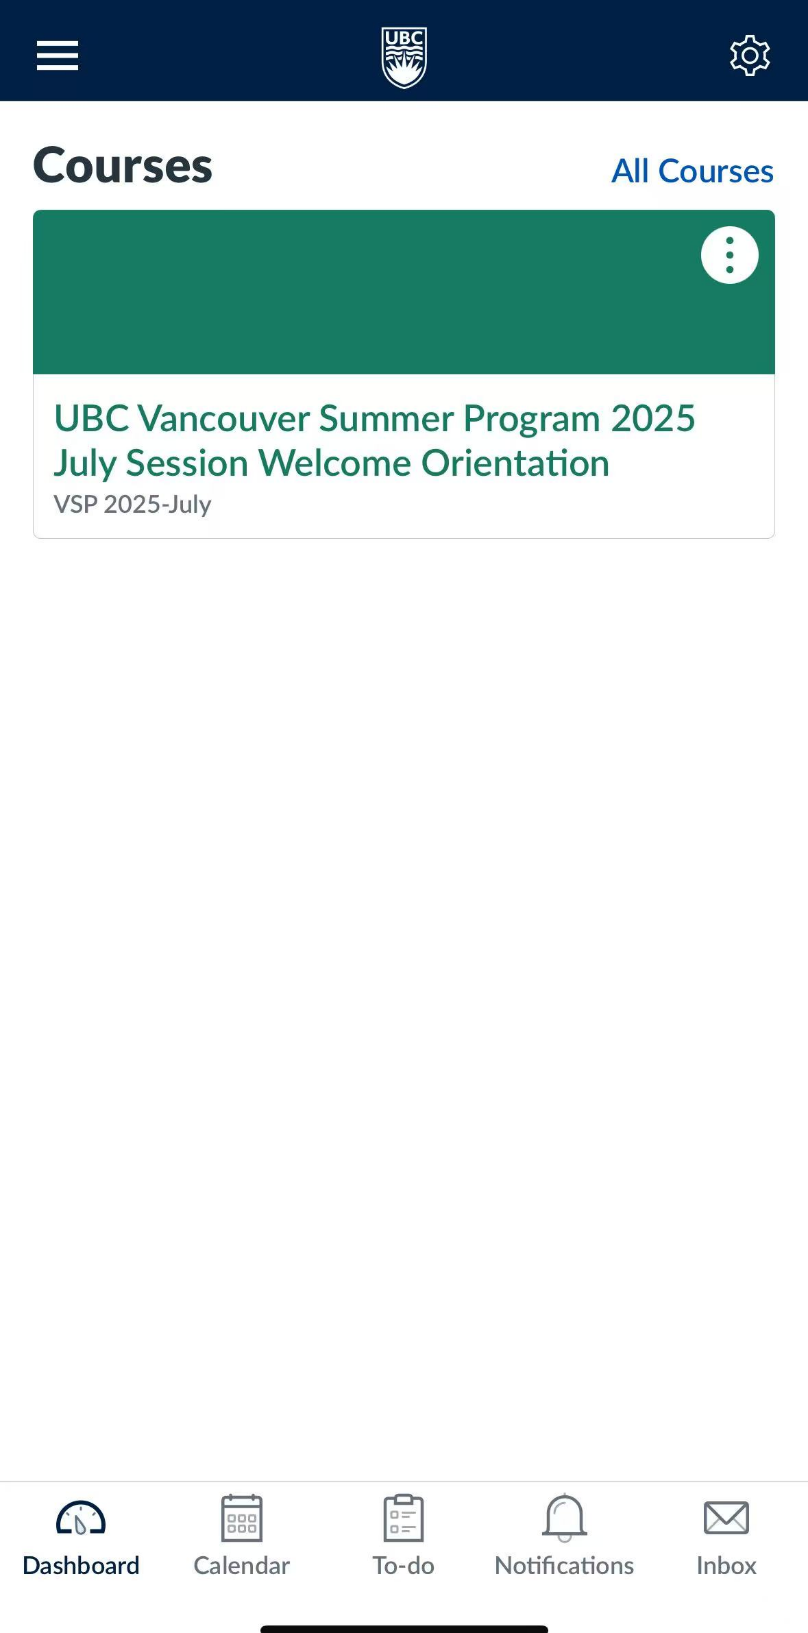 UBC
Courses
All Courses
UBC Vancouver Summer Program 2025
July Session Welcome Orientation
VSP 2025-July
Dashboard
Calendar
To-do
Notifications
Inbox